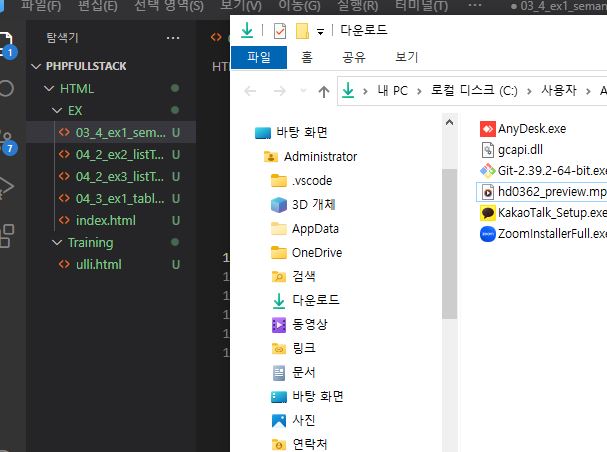 파일(F) 편집(E) 선택 영역(S) 보기(V) 이동(G) 실행(R) 터미널(T) ... ● 03_4_ex1_seman
탐색기 ...
PHPFULLSTACK
HTML
EX
03_4_ex1_sem... U
04_2_ex2_listT... U
04_2_ex3_listT... U
04_3_ex1_tabl... U
index.html U
Training
ulli.html U
1
7
HT
1
1
1
1
1
1
다운로드
파일 홈 공유 보기
내 PC > 로컬 디스크 (C:) > 사용자 > A
바탕 화면
Administrator
.vscode
3D 개체
AppData
OneDrive
검색
다운로드
동영상
링크
문서
바탕 화면
사진
연락처
AnyDesk.exe
gcapi.dll
Git-2.39.2-64-bit.exe
hd0362_preview.mp
KakaoTalk_Setup.exe
ZoomInstallerFull.exe